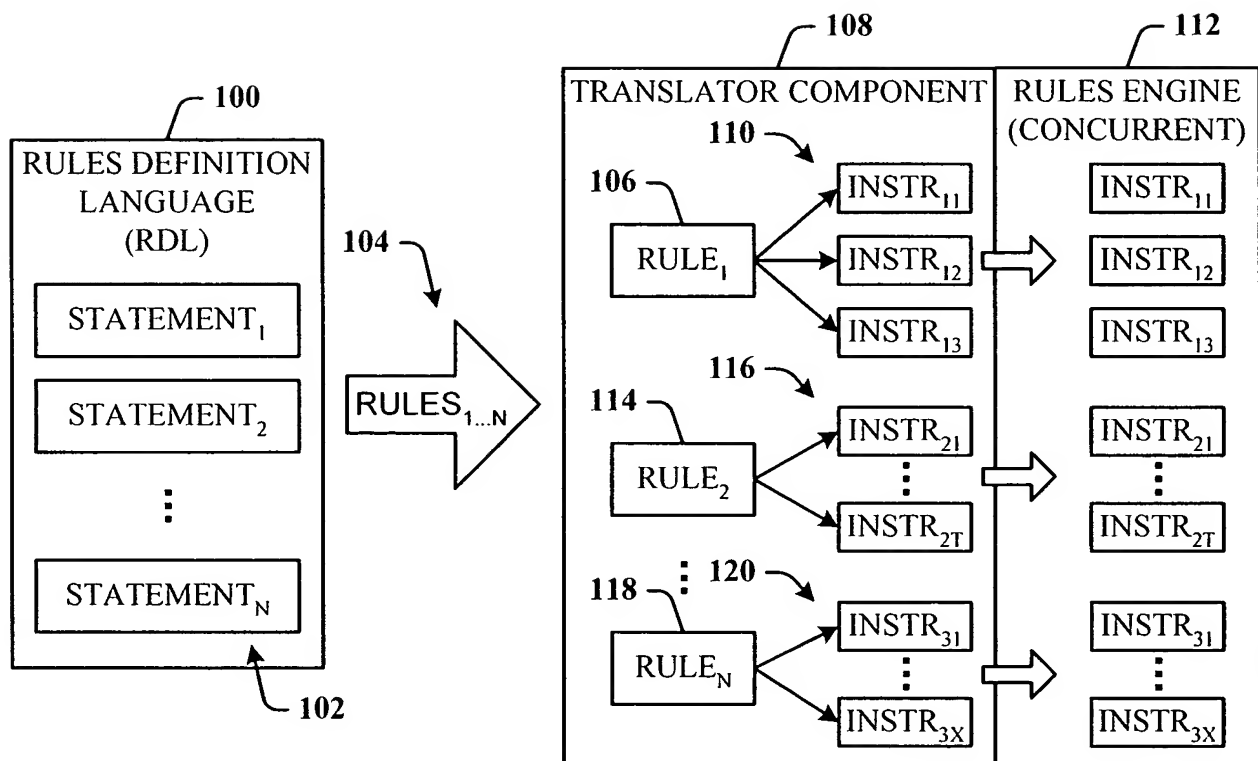 100
RULES DEFINITION
LANGUAGE
(RDL)
STATEMENT1
STATEMENT2
STATEMENTN
102
104
RULES1...N
108
TRANSLATOR COMPONENT
110
106
RULE1
INSTR11
INSTR12
INSTR13
116
114
RULE2
INSTR21
INSTR2T
120
118
RULEN
INSTR31
INSTR3X
112
RULES ENGINE
(CONCURRENT)
INSTR11
INSTR12
INSTR13
INSTR21
INSTR2T
INSTR31
INSTR3X